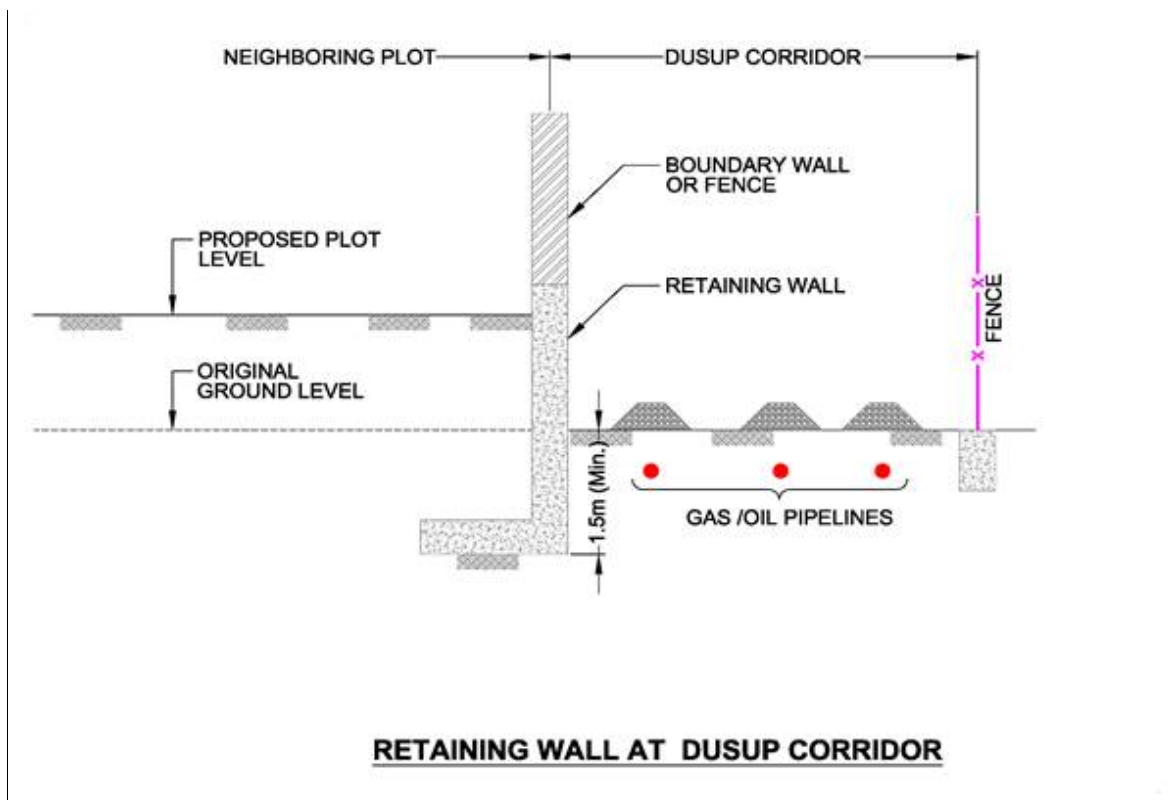 NEIGHBORING PLOT
DUSUP CORRIDOR
BOUNDARY WALL
OR FENCE
PROPOSED PLOT
LEVEL
RETAINING WALL
FENCE
X
X
ORIGINAL
GROUND LEVEL
1.5m (Min.)
GAS /OIL PIPELINES
RETAINING WALL AT DUSUP CORRIDOR